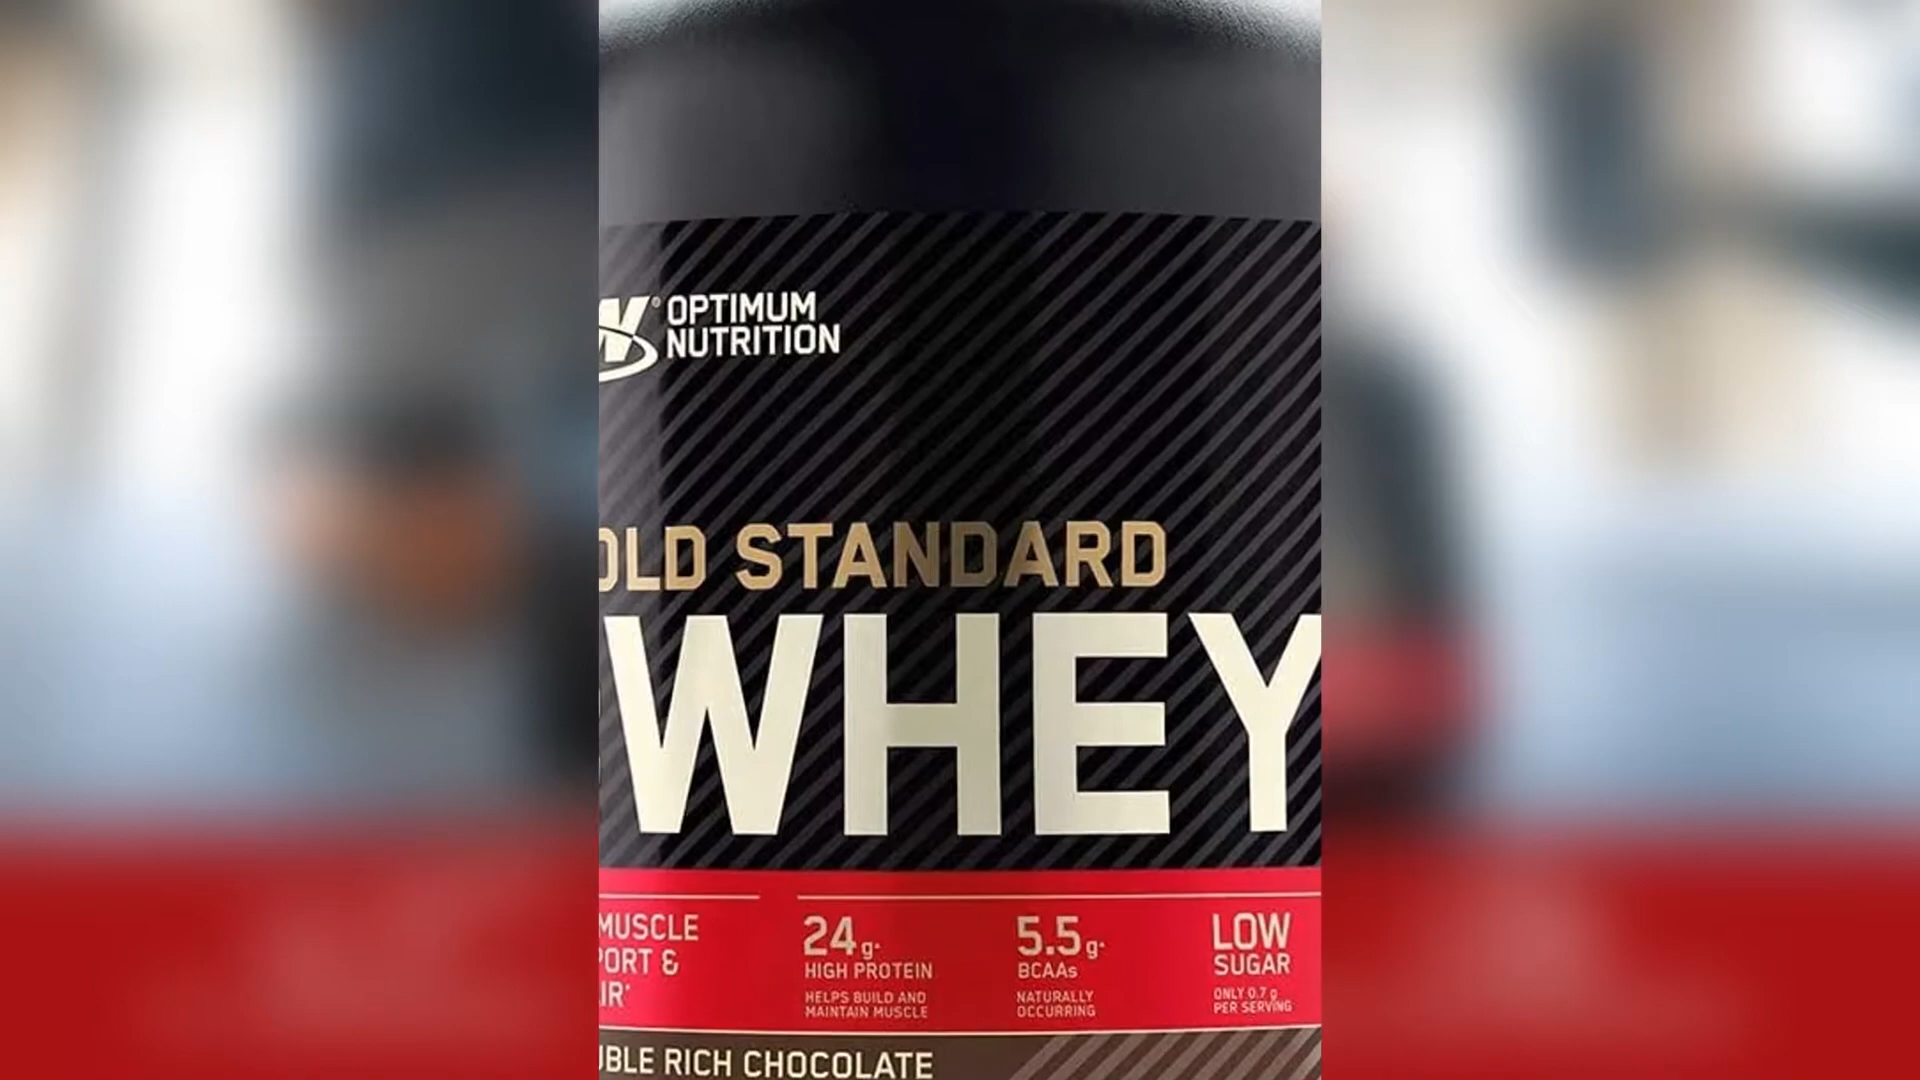 OPTIMUM
NUTRITION
OLD STANDARD
WHEY
MUSCLE
PORT &
AIR*
24g*
HIGH PROTEIN
HELPS BUILD AND
MAINTAIN MUSCLE
5.5g*
BCAAs
NATURALLY
OCCURRING
LOW
SUGAR
ONLY 0.7 g
PER SERVING
UBLE RICH CHOCOLATE